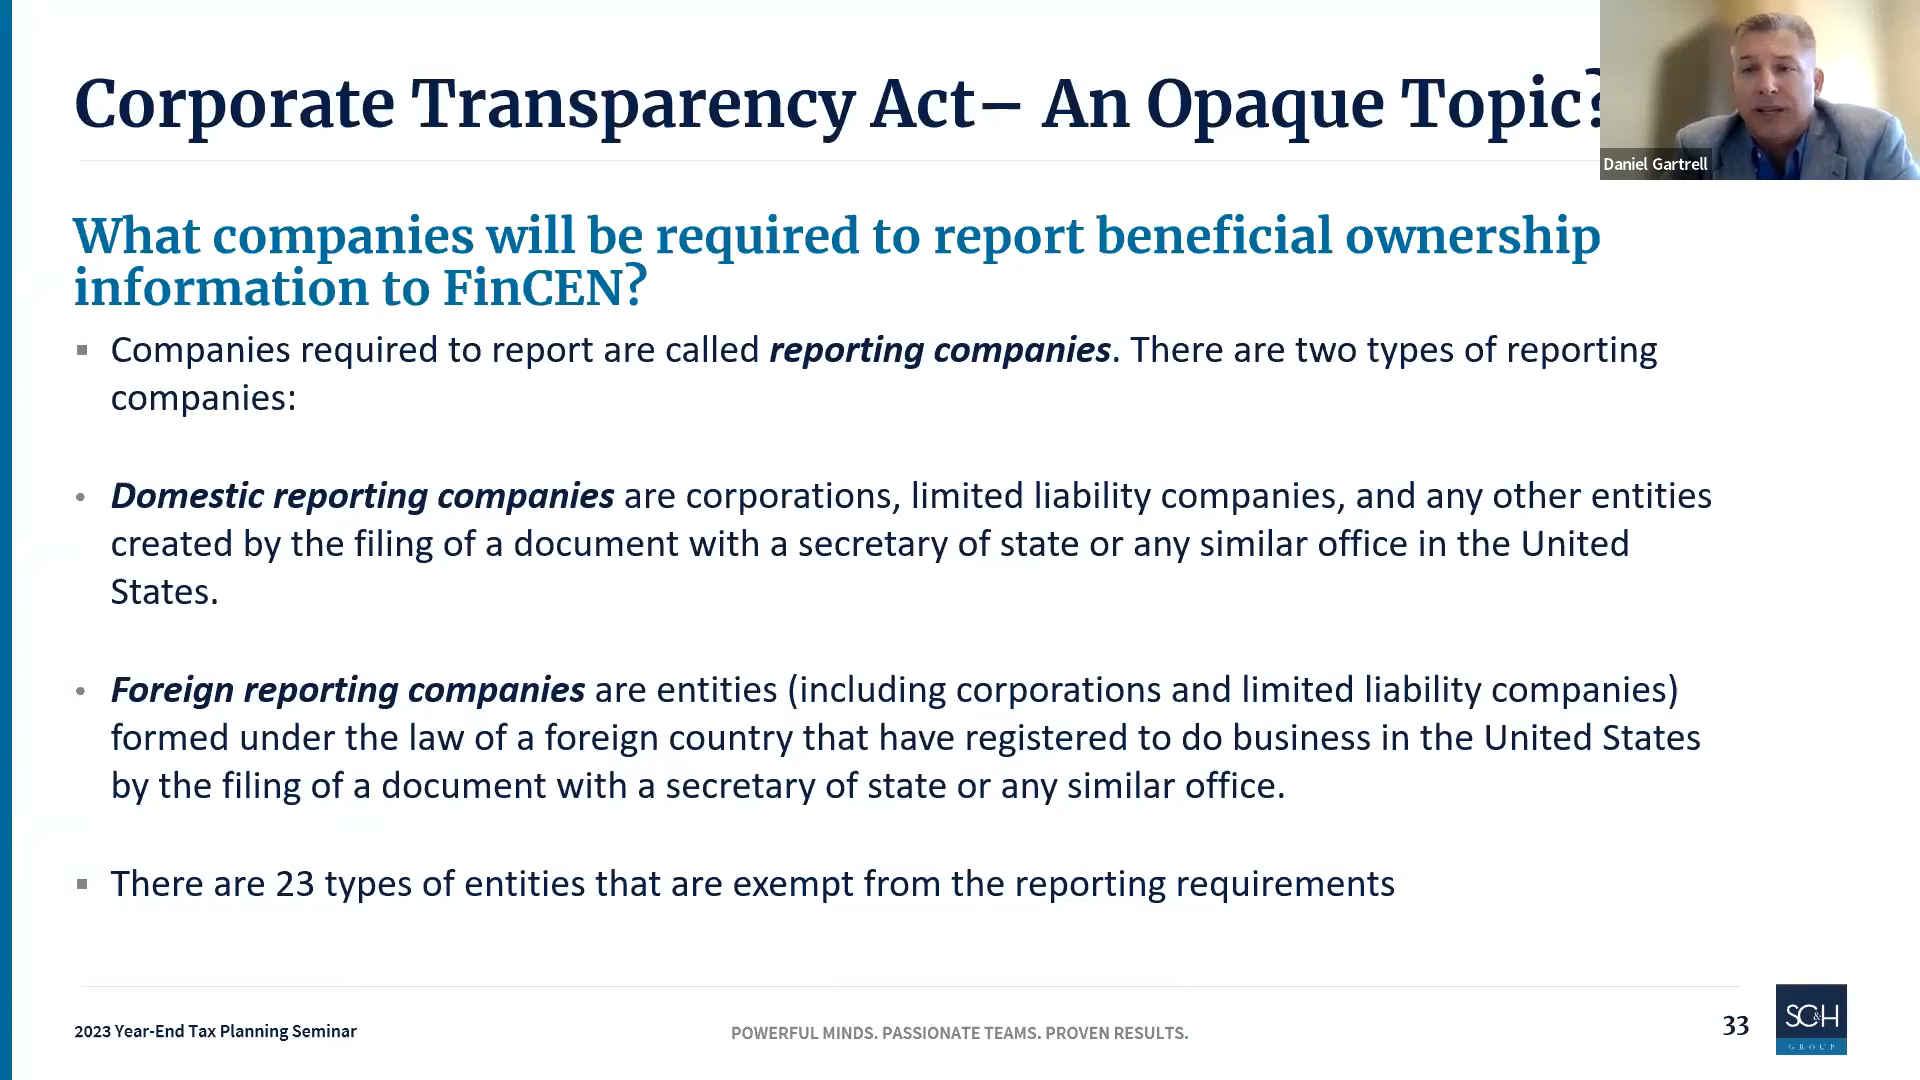 Corporate Transparency Act– An Opaque Topic?
Daniel Gartrell
What companies will be required to report beneficial ownership
information to FinCEN?
▪ Companies required to report are called reporting companies. There are two types of reporting
companies:
• Domestic reporting companies are corporations, limited liability companies, and any other entities
created by the filing of a document with a secretary of state or any similar office in the United
States.
• Foreign reporting companies are entities (including corporations and limited liability companies)
formed under the law of a foreign country that have registered to do business in the United States
by the filing of a document with a secretary of state or any similar office.
▪ There are 23 types of entities that are exempt from the reporting requirements
2023 Year-End Tax Planning Seminar
POWERFUL MINDS. PASSIONATE TEAMS. PROVEN RESULTS.
33
SC&H
GROUP